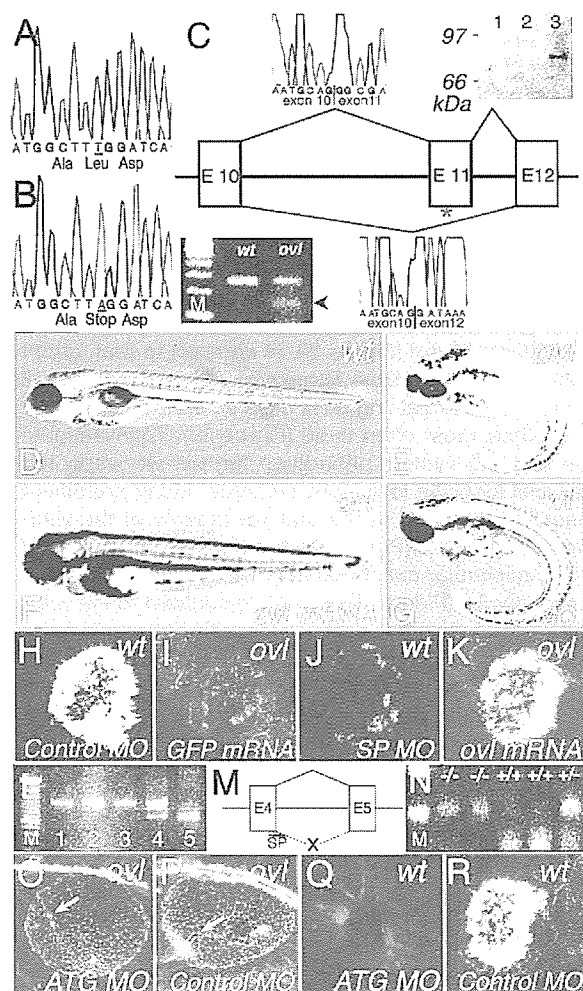 A
ATGGCTTTGGATCA
Ala Leu Asp
B
ATGGCTTAGGATCA
Ala Stop Asp
C
AATGCAGGGCGA
exon 10 exon11
97
66
kDa
1 2 3
E 10
E 11
E12
*
M wt ovl
AATGCAGGATAAA
exon10 exon12
D wt
E
F
G
H wt Control MO
I ovl GFP mRNA
J wt SP MO
K ovl ovl mRNA
M 1 2 3 4 5
M
E4
E5
SP
X
N -/- -/- +/+ +/+ +/-
M
O ovl ATG MO
P ovl Control MO
Q wt ATG MO
R wt Control MO